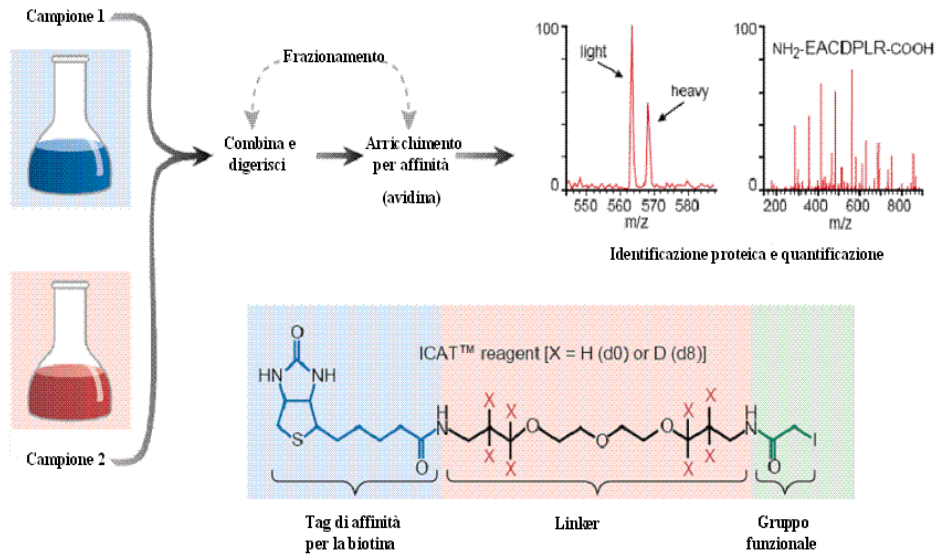 Campione 1
Frazionamento
Combina e
digerisci
Arricchimento
per affinità
(avidina)
100
light
heavy
0
550 560 570 580
m/z
100
NH2-EACDPLR-COOH
0
200 400 600 800
m/z
Identificazione proteica e quantificazione
Campione 2
ICAT™ reagent [X = H (d0) or D (d8)]
O
HN NH
S
O
N
H
X X
X X
O
O
O
X X
X X
H
N
O
I
Tag di affinità
per la biotina
Linker
Gruppo
funzionale